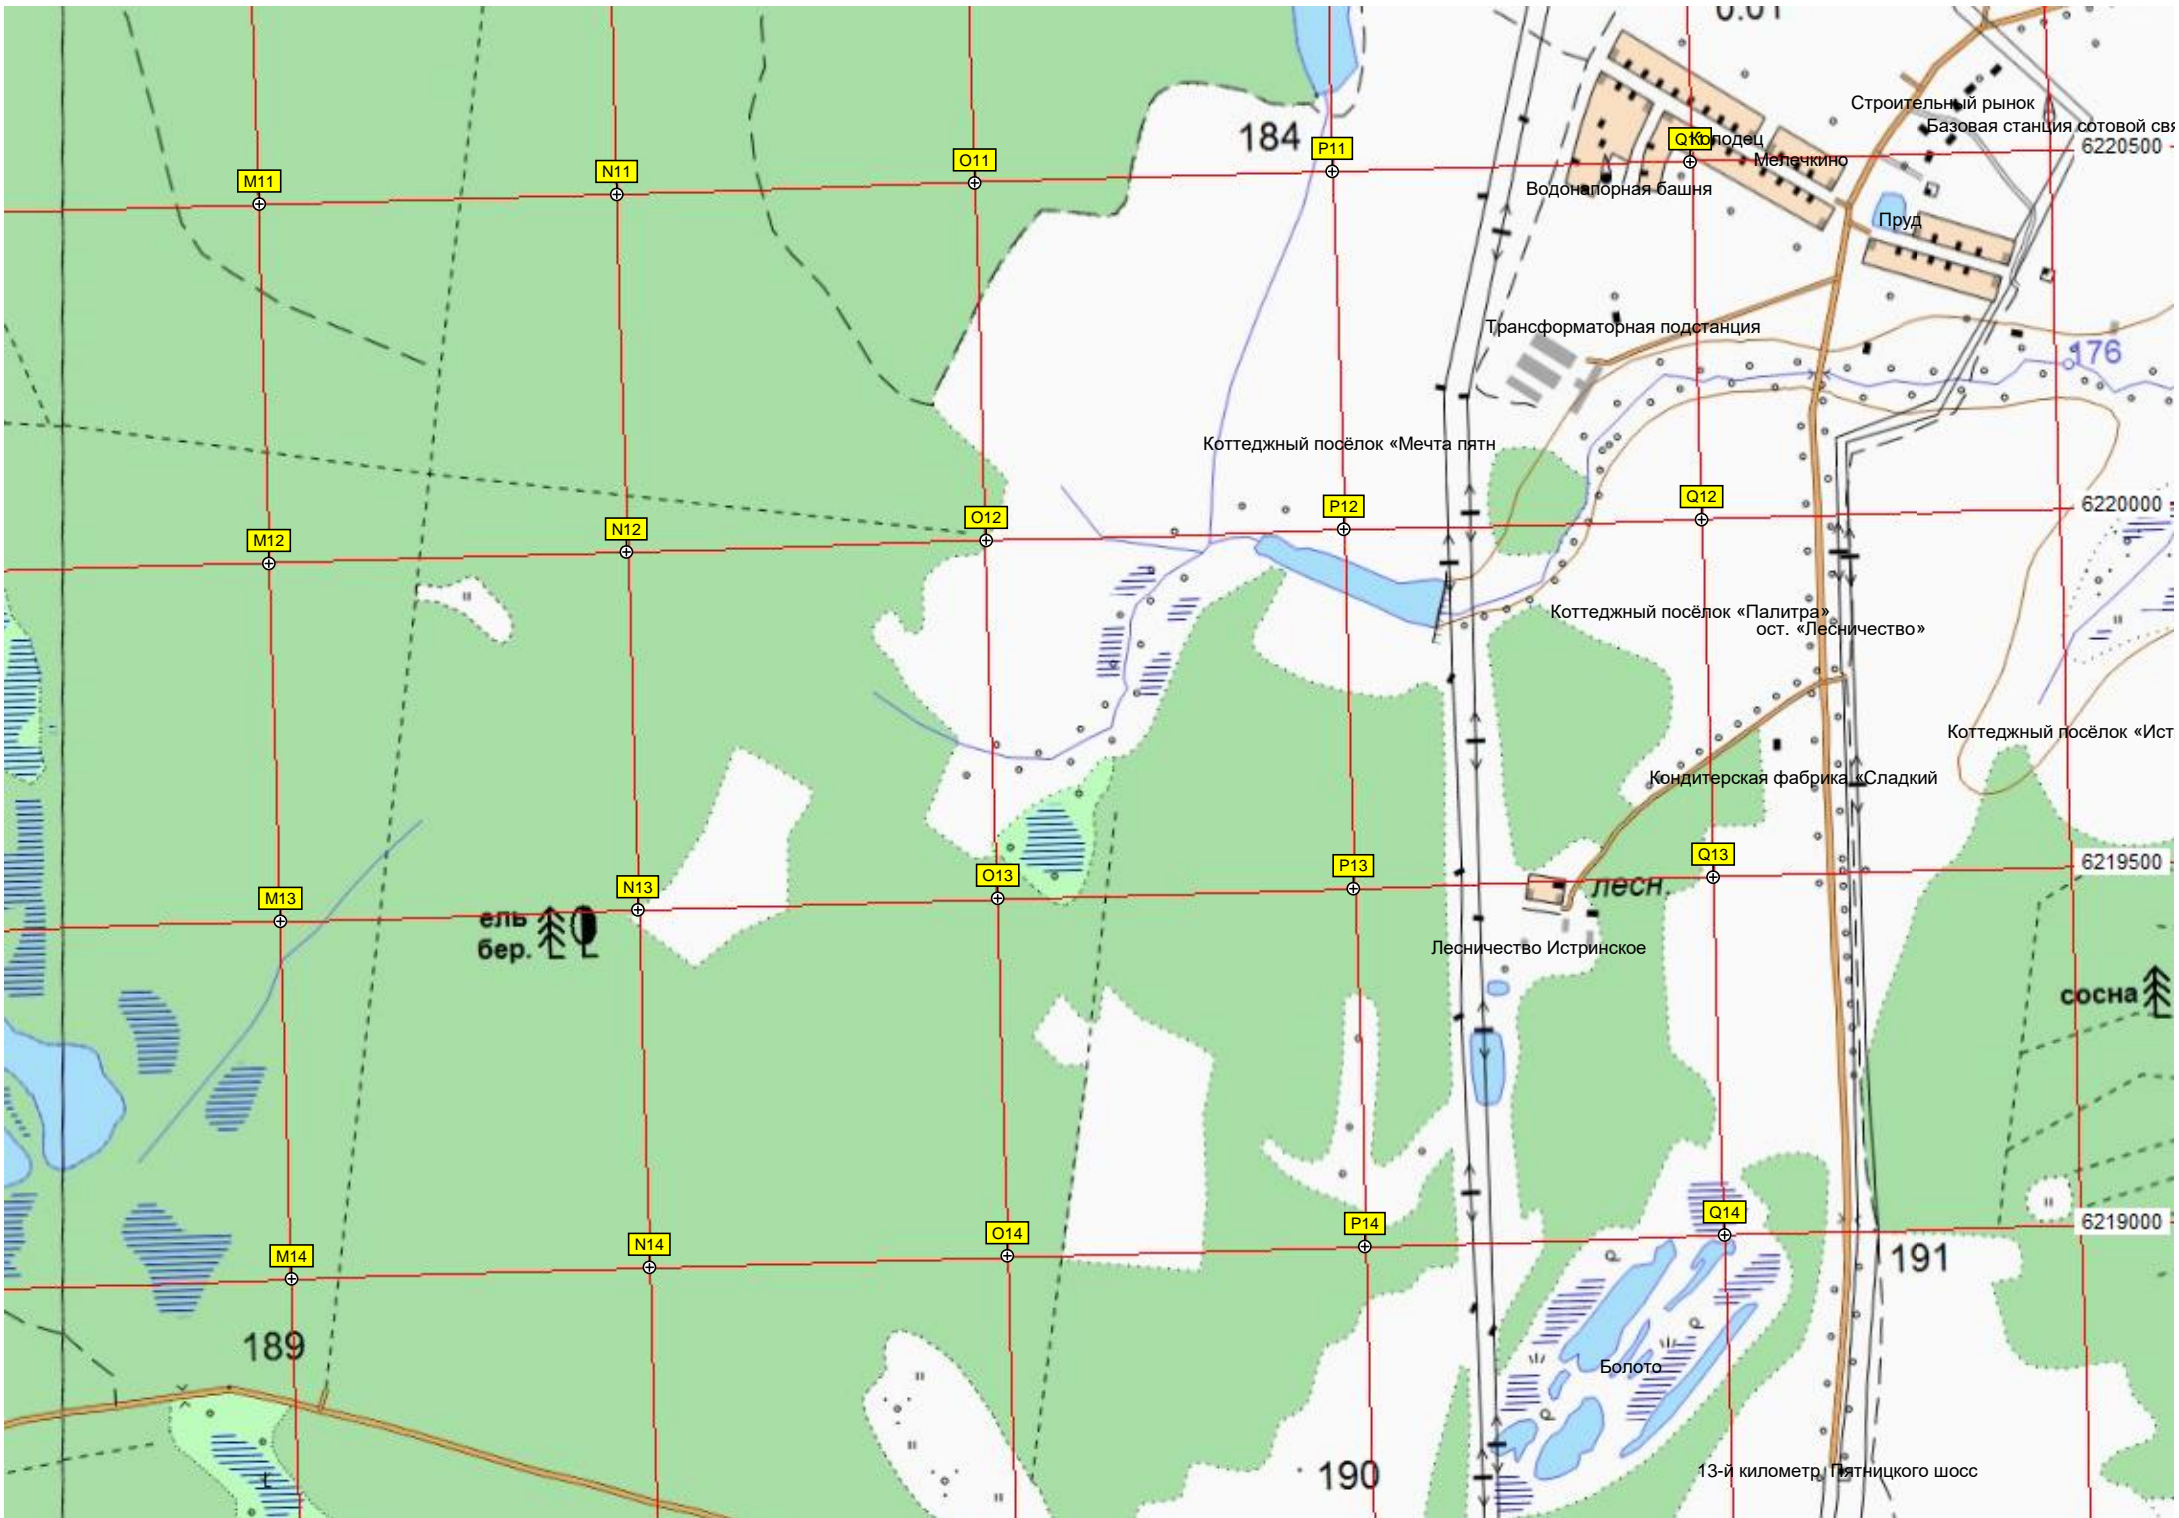 0.01
Строительный рынок
Базовая станция сотовой свя
184
P11
Колодец
6220500
O11
Мелечкино
N11
M11
Водонапорная башня
Пруд
Трансформаторная подстанция
176
Коттеджный посёлок «Мечта пятн
Q12
6220000
P12
O12
N12
M12
Коттеджный посёлок «Палитра»
ост. «Лесничество»
Коттеджный посёлок «Ист
Кондитерская фабрика «Сладкий
Q13
6219500
P13
O13
лесн.
N13
M13
ель
бер.
Лесничество Истринское
сосна
Q14
6219000
P14
O14
N14
M14
191
189
Болото
190
13-й километр Пятницкого шосс